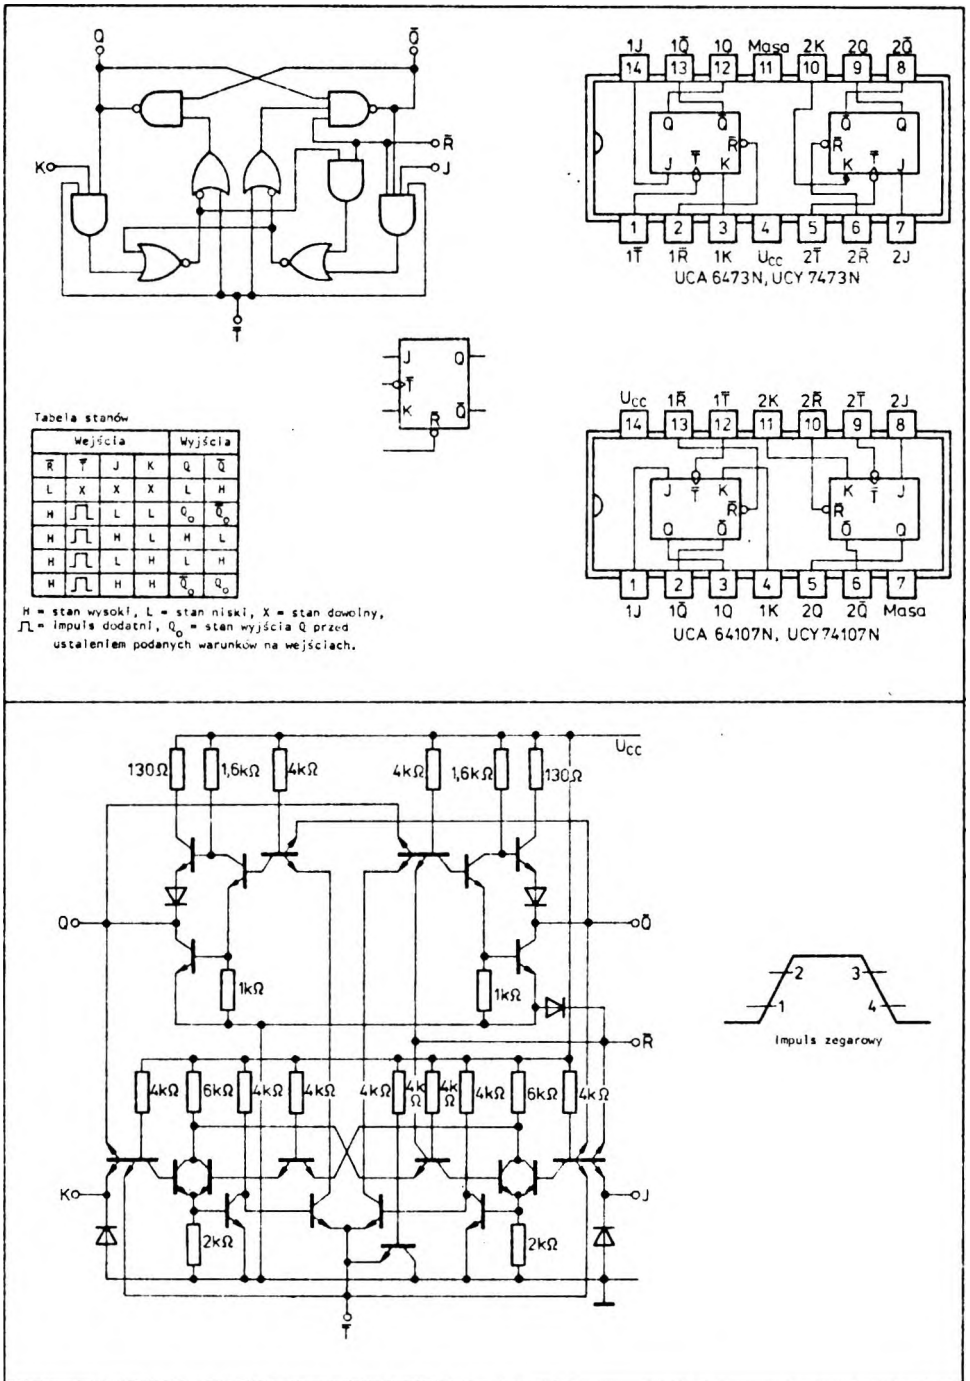 Q Q̄
K
R̄
J
T̄
1J 1Q̄ 1Q Masa 2K 2Q 2Q̄
14 13 12 11 10 9 8
Q Q̄ Q̄ Q
R̄ R̄
J T̄ K K T̄ J
1 2 3 4 5 6 7
1T̄ 1R̄ 1K Ucc 2T̄ 2R̄ 2J
UCA 6473N, UCY 7473N
J Q
T̄
K R̄ Q̄
Ucc 1R̄ 1T̄ 2K 2R̄ 2T̄ 2J
14 13 12 11 10 9 8
J T̄ K K T̄ J
R̄ R̄
Q Q̄ Q̄ Q
1 2 3 4 5 6 7
1J 1Q̄ 1Q 1K 2Q 2Q̄ Masa
UCA 64107N, UCY 74107N
Tabela stanów
Wejścia Wyjścia
R̄ T̄ J K Q Q̄
L X X X L H
H ⎍ L L Q₀ Q̄₀
H ⎍ H L H L
H ⎍ L H L H
H ⎍ H H Q̄₀ Q₀
H = stan wysoki, L = stan niski, X = stan dowolny,
⎍ = impuls dodatni, Q₀ = stan wyjścia Q przed
ustaleniem podanych warunków na wejściach.
Ucc
130Ω 1,6kΩ 4kΩ 4kΩ 1,6kΩ 130Ω
Q Q̄
1kΩ 1kΩ
R̄
4kΩ 6kΩ 4kΩ 4kΩ 4kΩ 4kΩ 4kΩ 4kΩ 6kΩ 4kΩ
K J
2kΩ 2kΩ
T̄
2 3
1 4
Impuls zegarowy